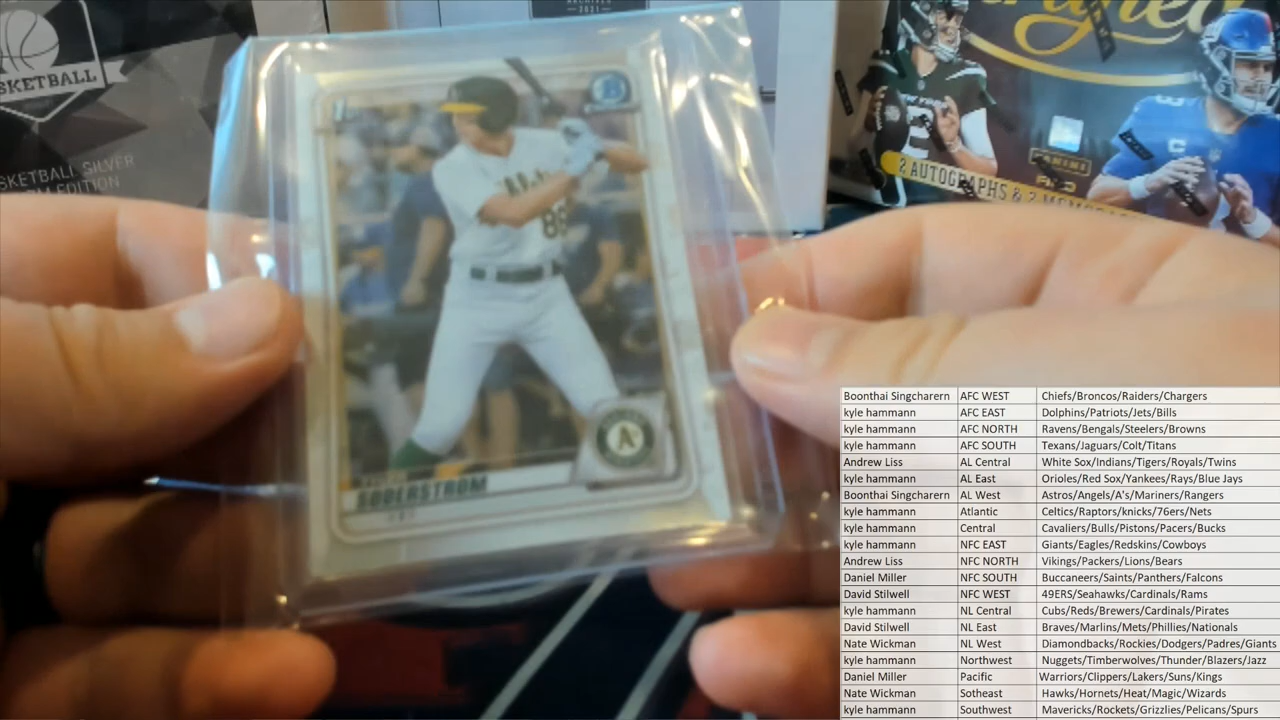 ARCHIVES
2021
SKETBALL
SKETBALL SILVER
EDITION
igned
PANINI
2 AUTOGRAPHS & 2 MEMOR
1st
B
88
A
SODERSTROM
Boonthai Singcharern AFC WEST Chiefs/Broncos/Raiders/Chargers
kyle hammann AFC EAST Dolphins/Patriots/Jets/Bills
kyle hammann AFC NORTH Ravens/Bengals/Steelers/Browns
kyle hammann AFC SOUTH Texans/Jaguars/Colt/Titans
Andrew Liss AL Central White Sox/Indians/Tigers/Royals/Twins
kyle hammann AL East Orioles/Red Sox/Yankees/Rays/Blue Jays
Boonthai Singcharern AL West Astros/Angels/A's/Mariners/Rangers
kyle hammann Atlantic Celtics/Raptors/knicks/76ers/Nets
kyle hammann Central Cavaliers/Bulls/Pistons/Pacers/Bucks
kyle hammann NFC EAST Giants/Eagles/Redskins/Cowboys
Andrew Liss NFC NORTH Vikings/Packers/Lions/Bears
Daniel Miller NFC SOUTH Buccaneers/Saints/Panthers/Falcons
David Stilwell NFC WEST 49ERS/Seahawks/Cardinals/Rams
kyle hammann NL Central Cubs/Reds/Brewers/Cardinals/Pirates
David Stilwell NL East Braves/Marlins/Mets/Phillies/Nationals
Nate Wickman NL West Diamondbacks/Rockies/Dodgers/Padres/Giants
kyle hammann Northwest Nuggets/Timberwolves/Thunder/Blazers/Jazz
Daniel Miller Pacific Warriors/Clippers/Lakers/Suns/Kings
Nate Wickman Sotheast Hawks/Hornets/Heat/Magic/Wizards
kyle hammann Southwest Mavericks/Rockets/Grizzlies/Pelicans/Spurs